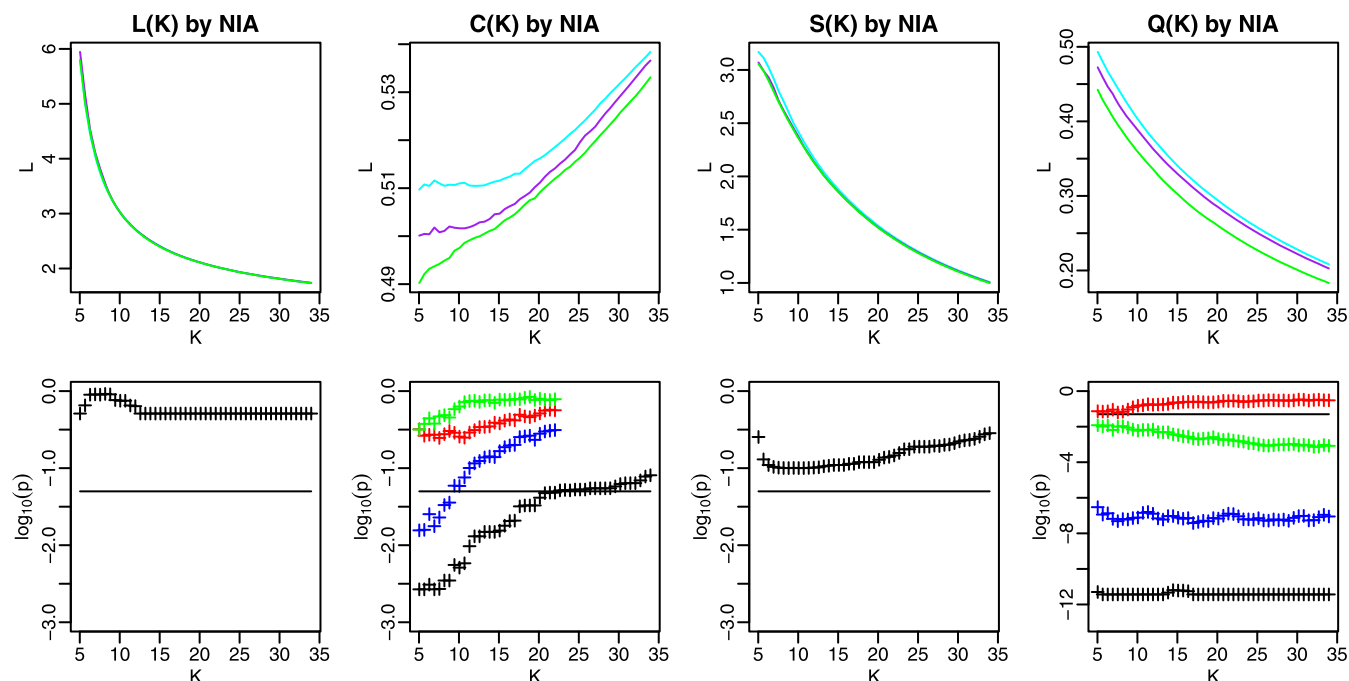 L(K) by NIA
L
6
5
4
3
2
5 10 15 20 25 30 35
K
C(K) by NIA
L
0.53
0.51
0.49
5 10 15 20 25 30 35
K
S(K) by NIA
L
3.0
2.5
2.0
1.5
1.0
5 10 15 20 25 30 35
K
Q(K) by NIA
L
0.50
0.40
0.30
0.20
5 10 15 20 25 30 35
K
log10(p)
0.0
−1.0
−2.0
−3.0
5 10 15 20 25 30 35
K
log10(p)
0.0
−1.0
−2.0
−3.0
5 10 15 20 25 30 35
K
log10(p)
0.0
−1.0
−2.0
−3.0
5 10 15 20 25 30 35
K
log10(p)
0
−4
−8
−12
5 10 15 20 25 30 35
K